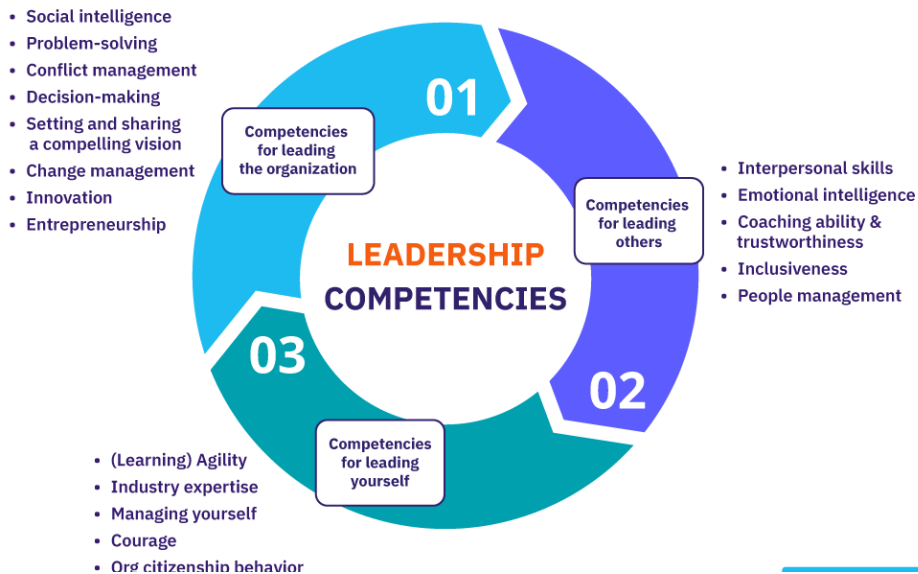 • Social intelligence
• Problem-solving
• Conflict management
• Decision-making
• Setting and sharing
a compelling vision
• Change management
• Innovation
• Entrepreneurship
01
Competencies
for leading
the organization
Competencies
for leading
others
• Interpersonal skills
• Emotional intelligence
• Coaching ability &
trustworthiness
• Inclusiveness
• People management
LEADERSHIP
COMPETENCIES
03
02
Competencies
for leading
yourself
• (Learning) Agility
• Industry expertise
• Managing yourself
• Courage
• Org citizenship behavior